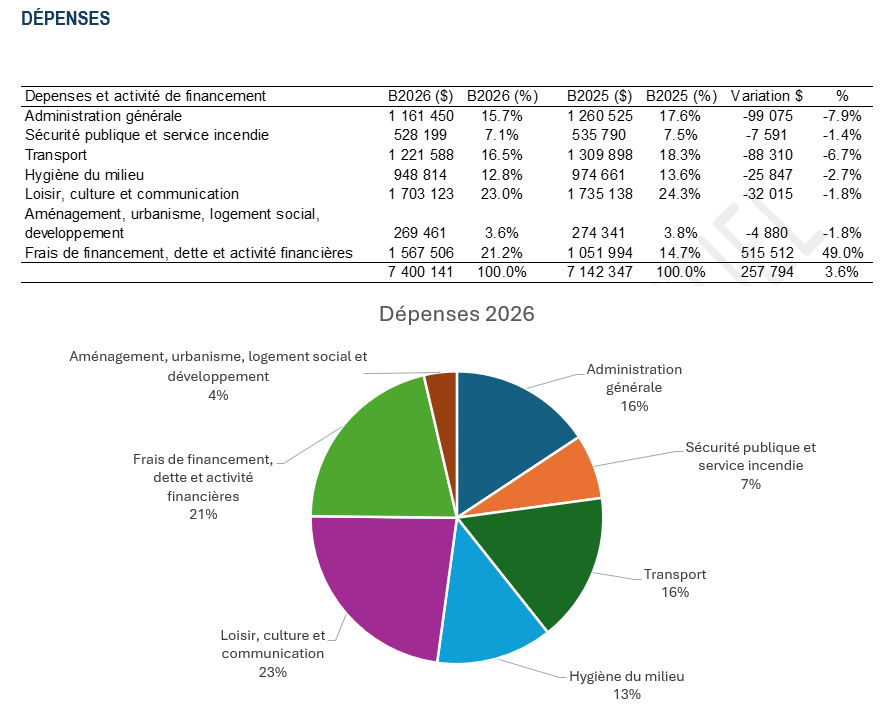 DÉPENSES
Depenses et activité de financement B2026 ($) B2026 (%) B2025 ($) B2025 (%) Variation $ %
Administration générale 1 161 450 15.7% 1 260 525 17.6% -99 075 -7.9%
Sécurité publique et service incendie 528 199 7.1% 535 790 7.5% -7 591 -1.4%
Transport 1 221 588 16.5% 1 309 898 18.3% -88 310 -6.7%
Hygiène du milieu 948 814 12.8% 974 661 13.6% -25 847 -2.7%
Loisir, culture et communication 1 703 123 23.0% 1 735 138 24.3% -32 015 -1.8%
Aménagement, urbanisme, logement social,
developpement 269 461 3.6% 274 341 3.8% -4 880 -1.8%
Frais de financement, dette et activité financières 1 567 506 21.2% 1 051 994 14.7% 515 512 49.0%
7 400 141 100.0% 7 142 347 100.0% 257 794 3.6%
Dépenses 2026
Aménagement, urbanisme, logement social et
développement
4%
Administration
générale
16%
Frais de financement,
dette et activité
financières
21%
Sécurité publique et
service incendie
7%
Transport
16%
Loisir, culture et
communication
23%
Hygiène du milieu
13%